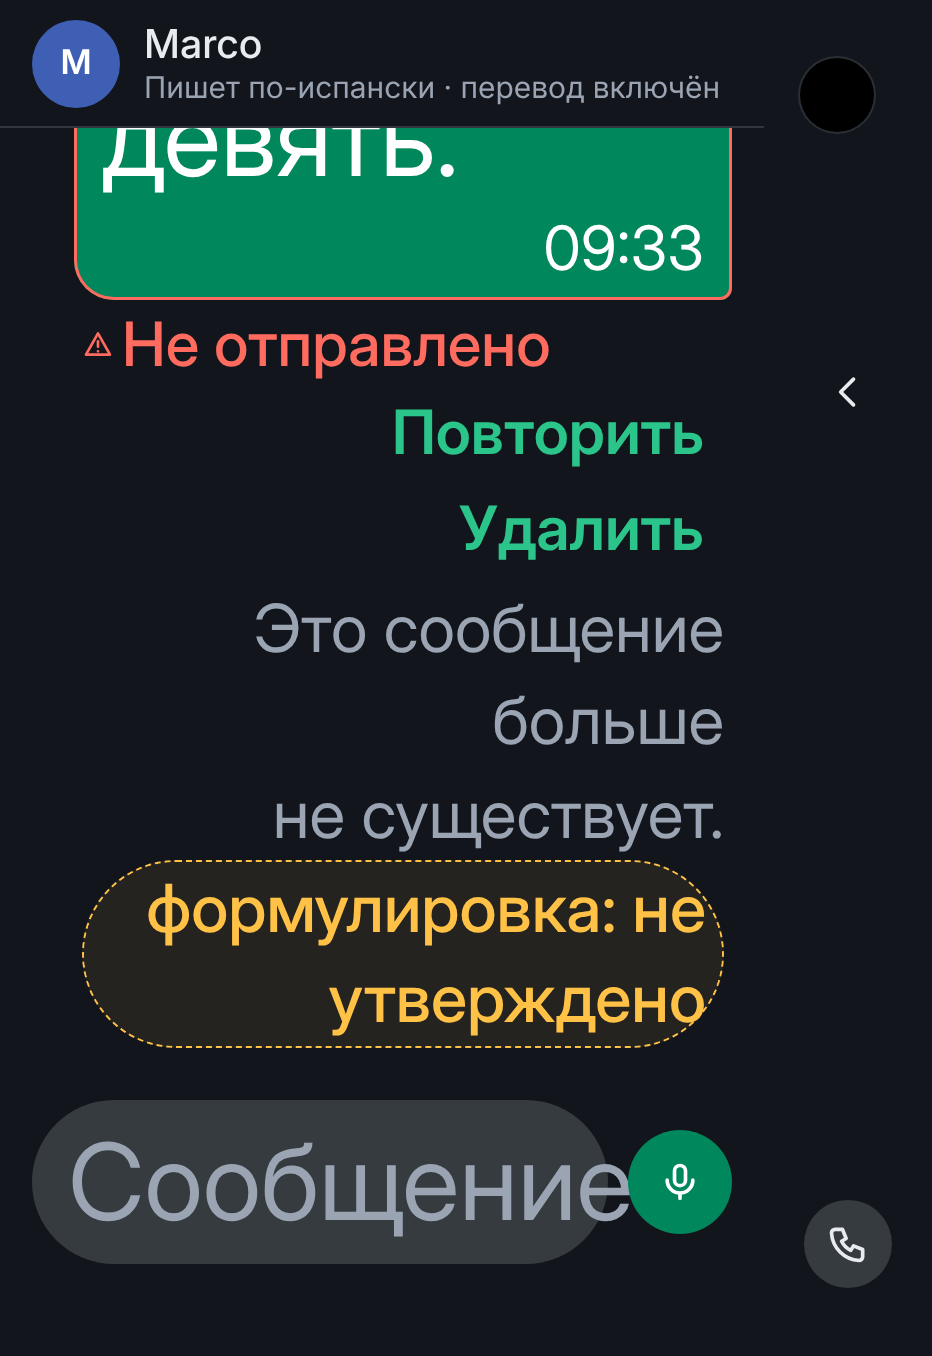 M
Marco
Пишет по-испански · перевод включён
девять.
09:33
Не отправлено
Повторить
Удалить
Это сообщение
больше
не существует.
формулировка: не
утверждено
Сообщение